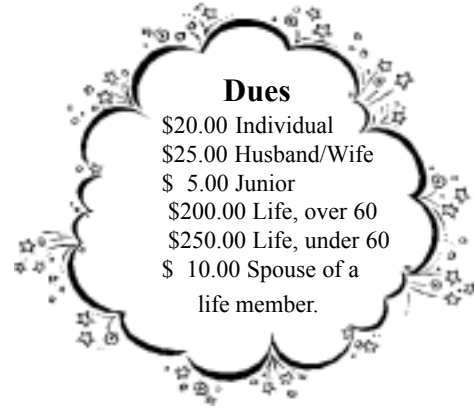 Dues
$20.00 Individual
$25.00 Husband/Wife
$ 5.00 Junior
$200.00 Life, over 60
$250.00 Life, under 60
$ 10.00 Spouse of a
life member.